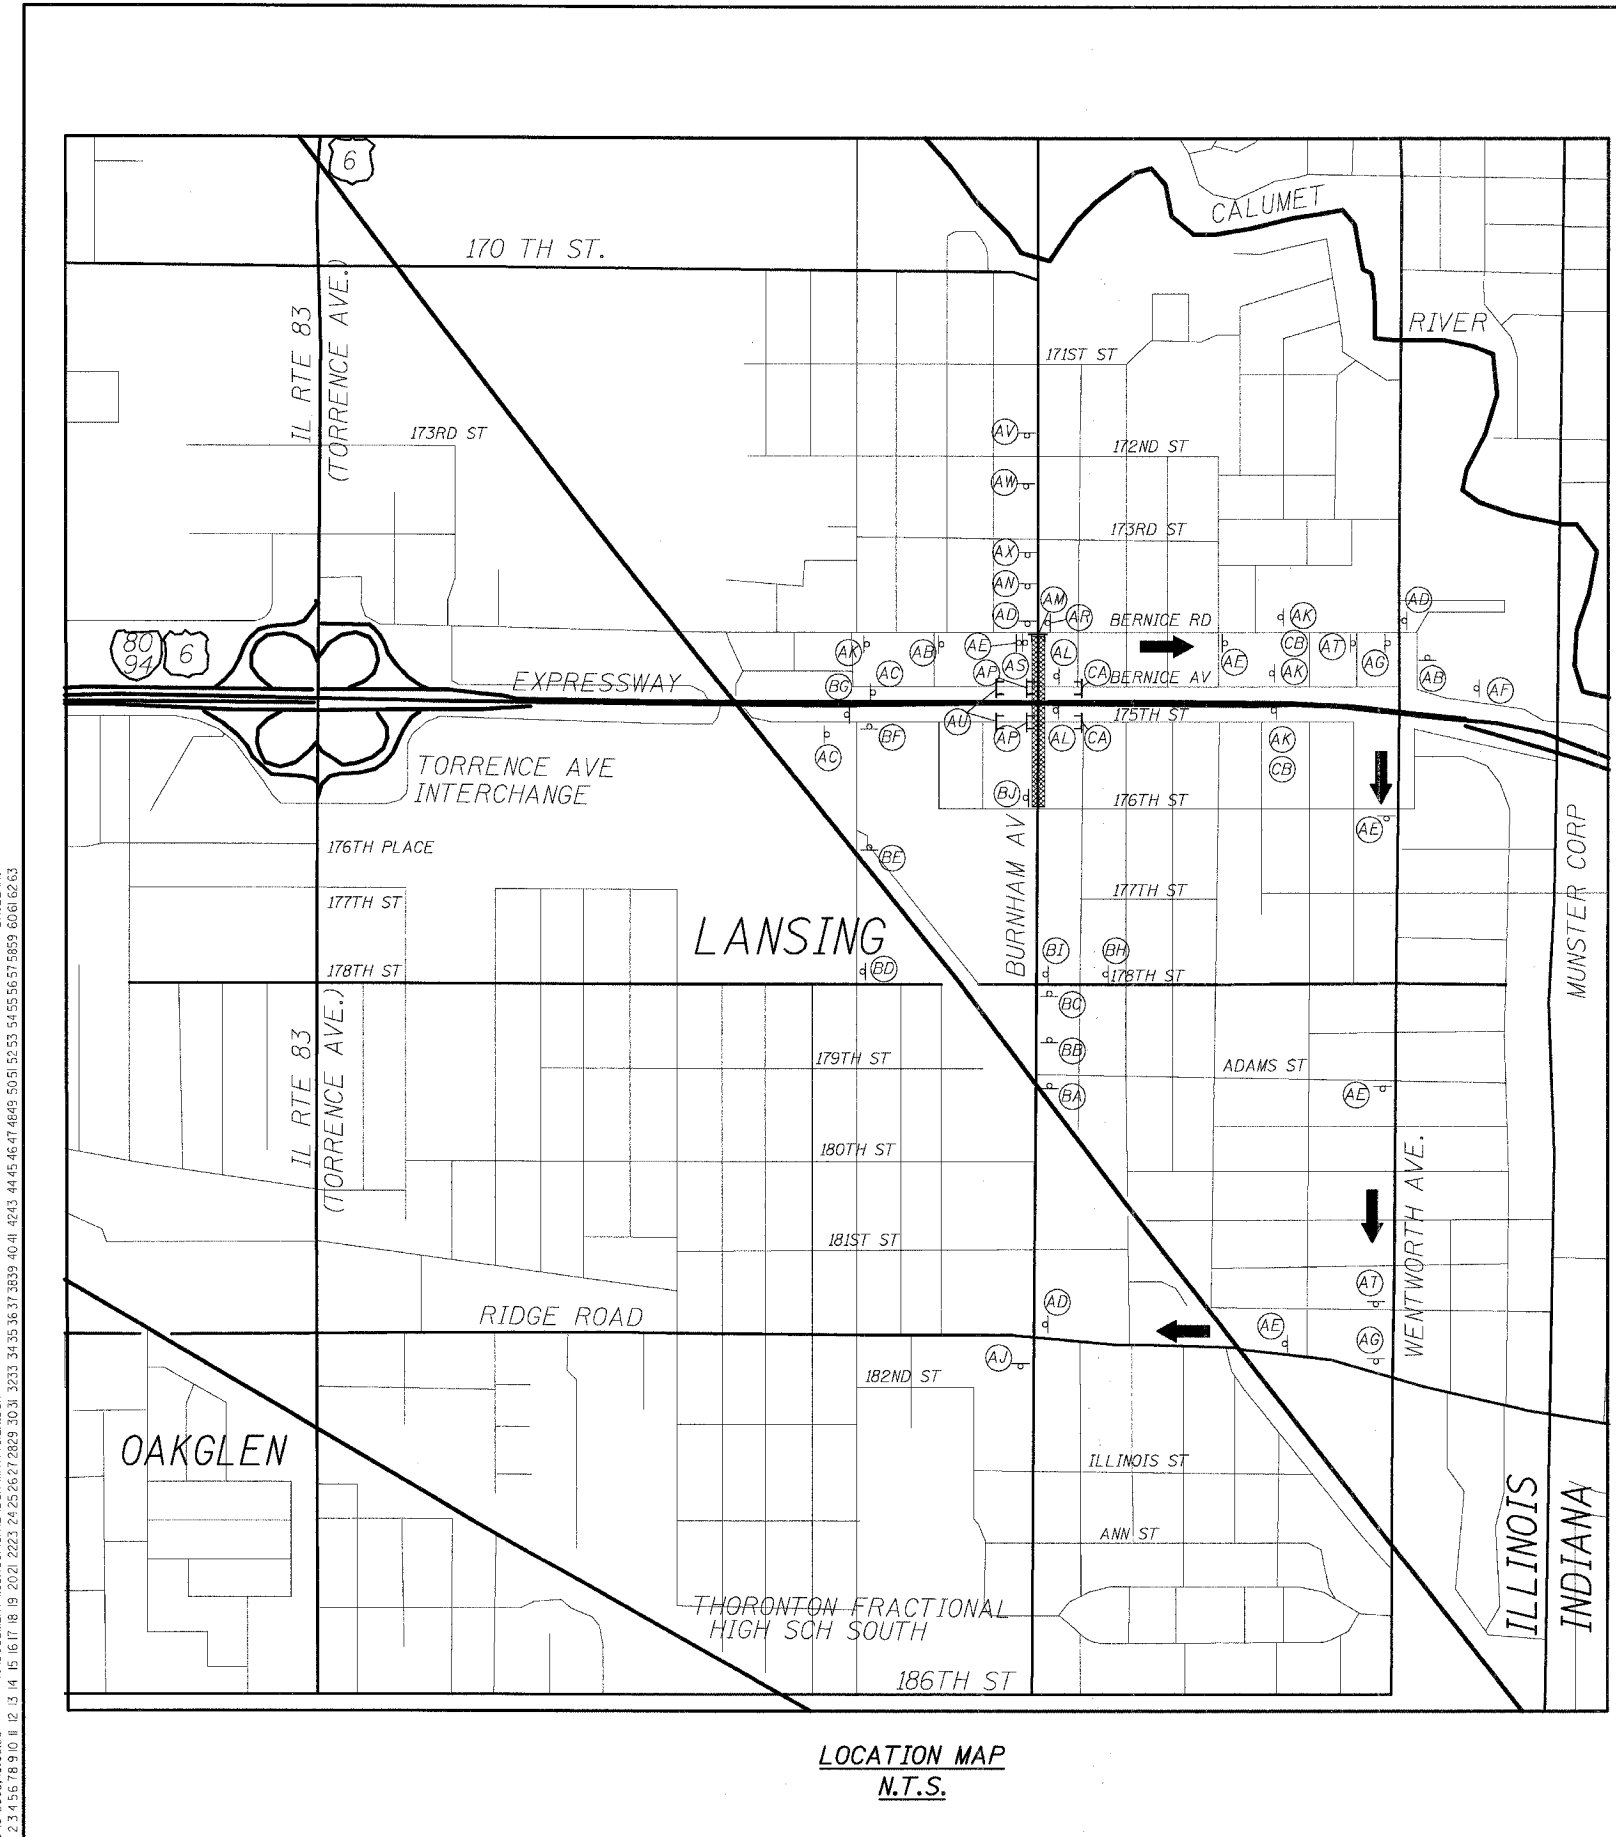 6
CALUMET
170 TH ST.
IL RTE 83
(TORRENCE AVE.)
RIVER
171ST ST
AV
173RD ST
172ND ST
AW
173RD ST
AX
AN
AM
AD
AR
AK
AD
BERNICE RD
80
94
6
AK
AB
AE
AL
AE
CB
AT
AG
AC
AP
AS
CA
BERNICE AV
AK
AB
EXPRESSWAY
BG
AF
AU
175TH ST
BF
AP
AL
CA
AK
AC
CB
TORRENCE AVE
INTERCHANGE
BJ
176TH ST
AE
176TH PLACE
BE
BURNHAM AV
MUNSTER CORP
177TH ST
177TH ST
LANSING
BI
BH
178TH ST
BD
178TH ST
BC
IL RTE 83
(TORRENCE AVE.)
BB
179TH ST
ADAMS ST
BA
AE
180TH ST
WENTWORTH AVE.
181ST ST
AT
AD
RIDGE ROAD
AE
AG
AJ
182ND ST
OAKGLEN
ILLINOIS ST
ILLINOIS
INDIANA
ANN ST
THORONTON FRACTIONAL
HIGH SCH SOUTH
186TH ST
LOCATION MAP
N.T.S.